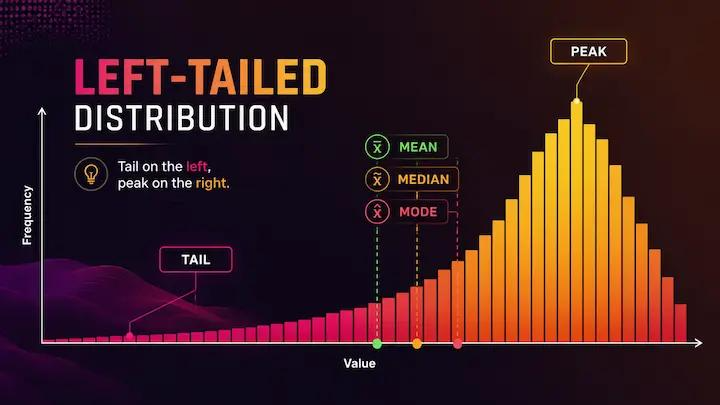 LEFT-TAILED
DISTRIBUTION
Tail on the left,
peak on the right.
PEAK
x̄ MEAN
x̃ MEDIAN
x̂ MODE
TAIL
Frequency
Value